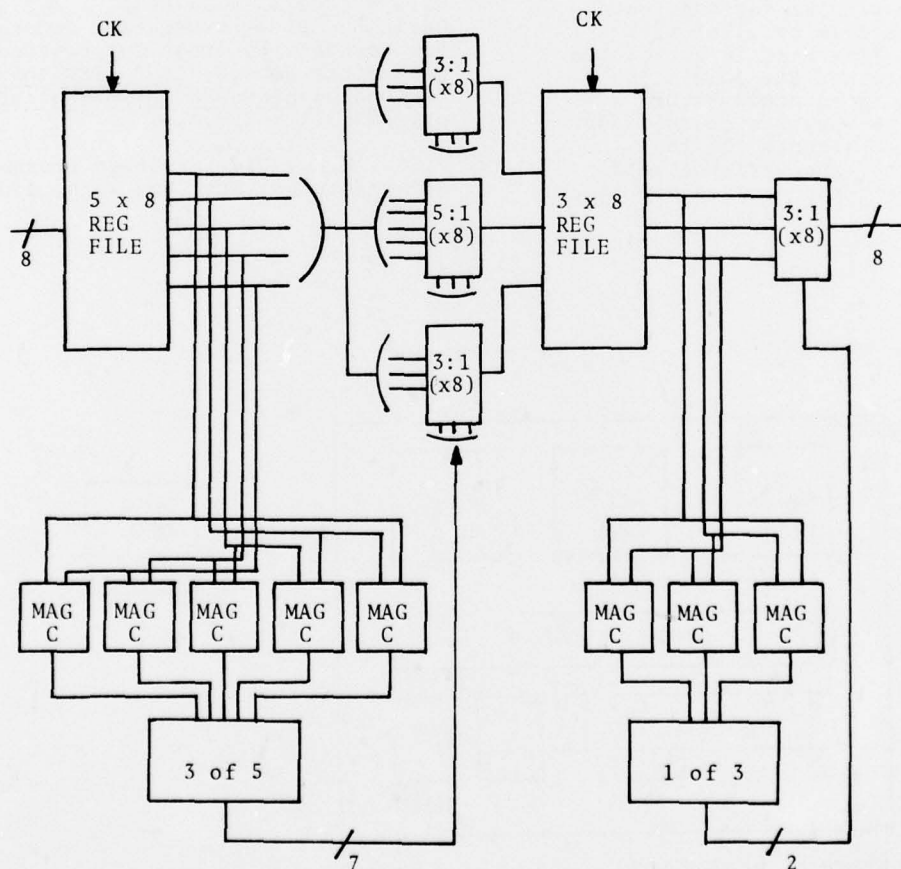 CK
CK
3:1
(x8)
5 x 8
REG
FILE
8
5:1
(x8)
3 x 8
REG
FILE
3:1
(x8)
8
3:1
(x8)
MAG
C
MAG
C
MAG
C
MAG
C
MAG
C
MAG
C
MAG
C
MAG
C
3 of 5
1 of 3
7
2